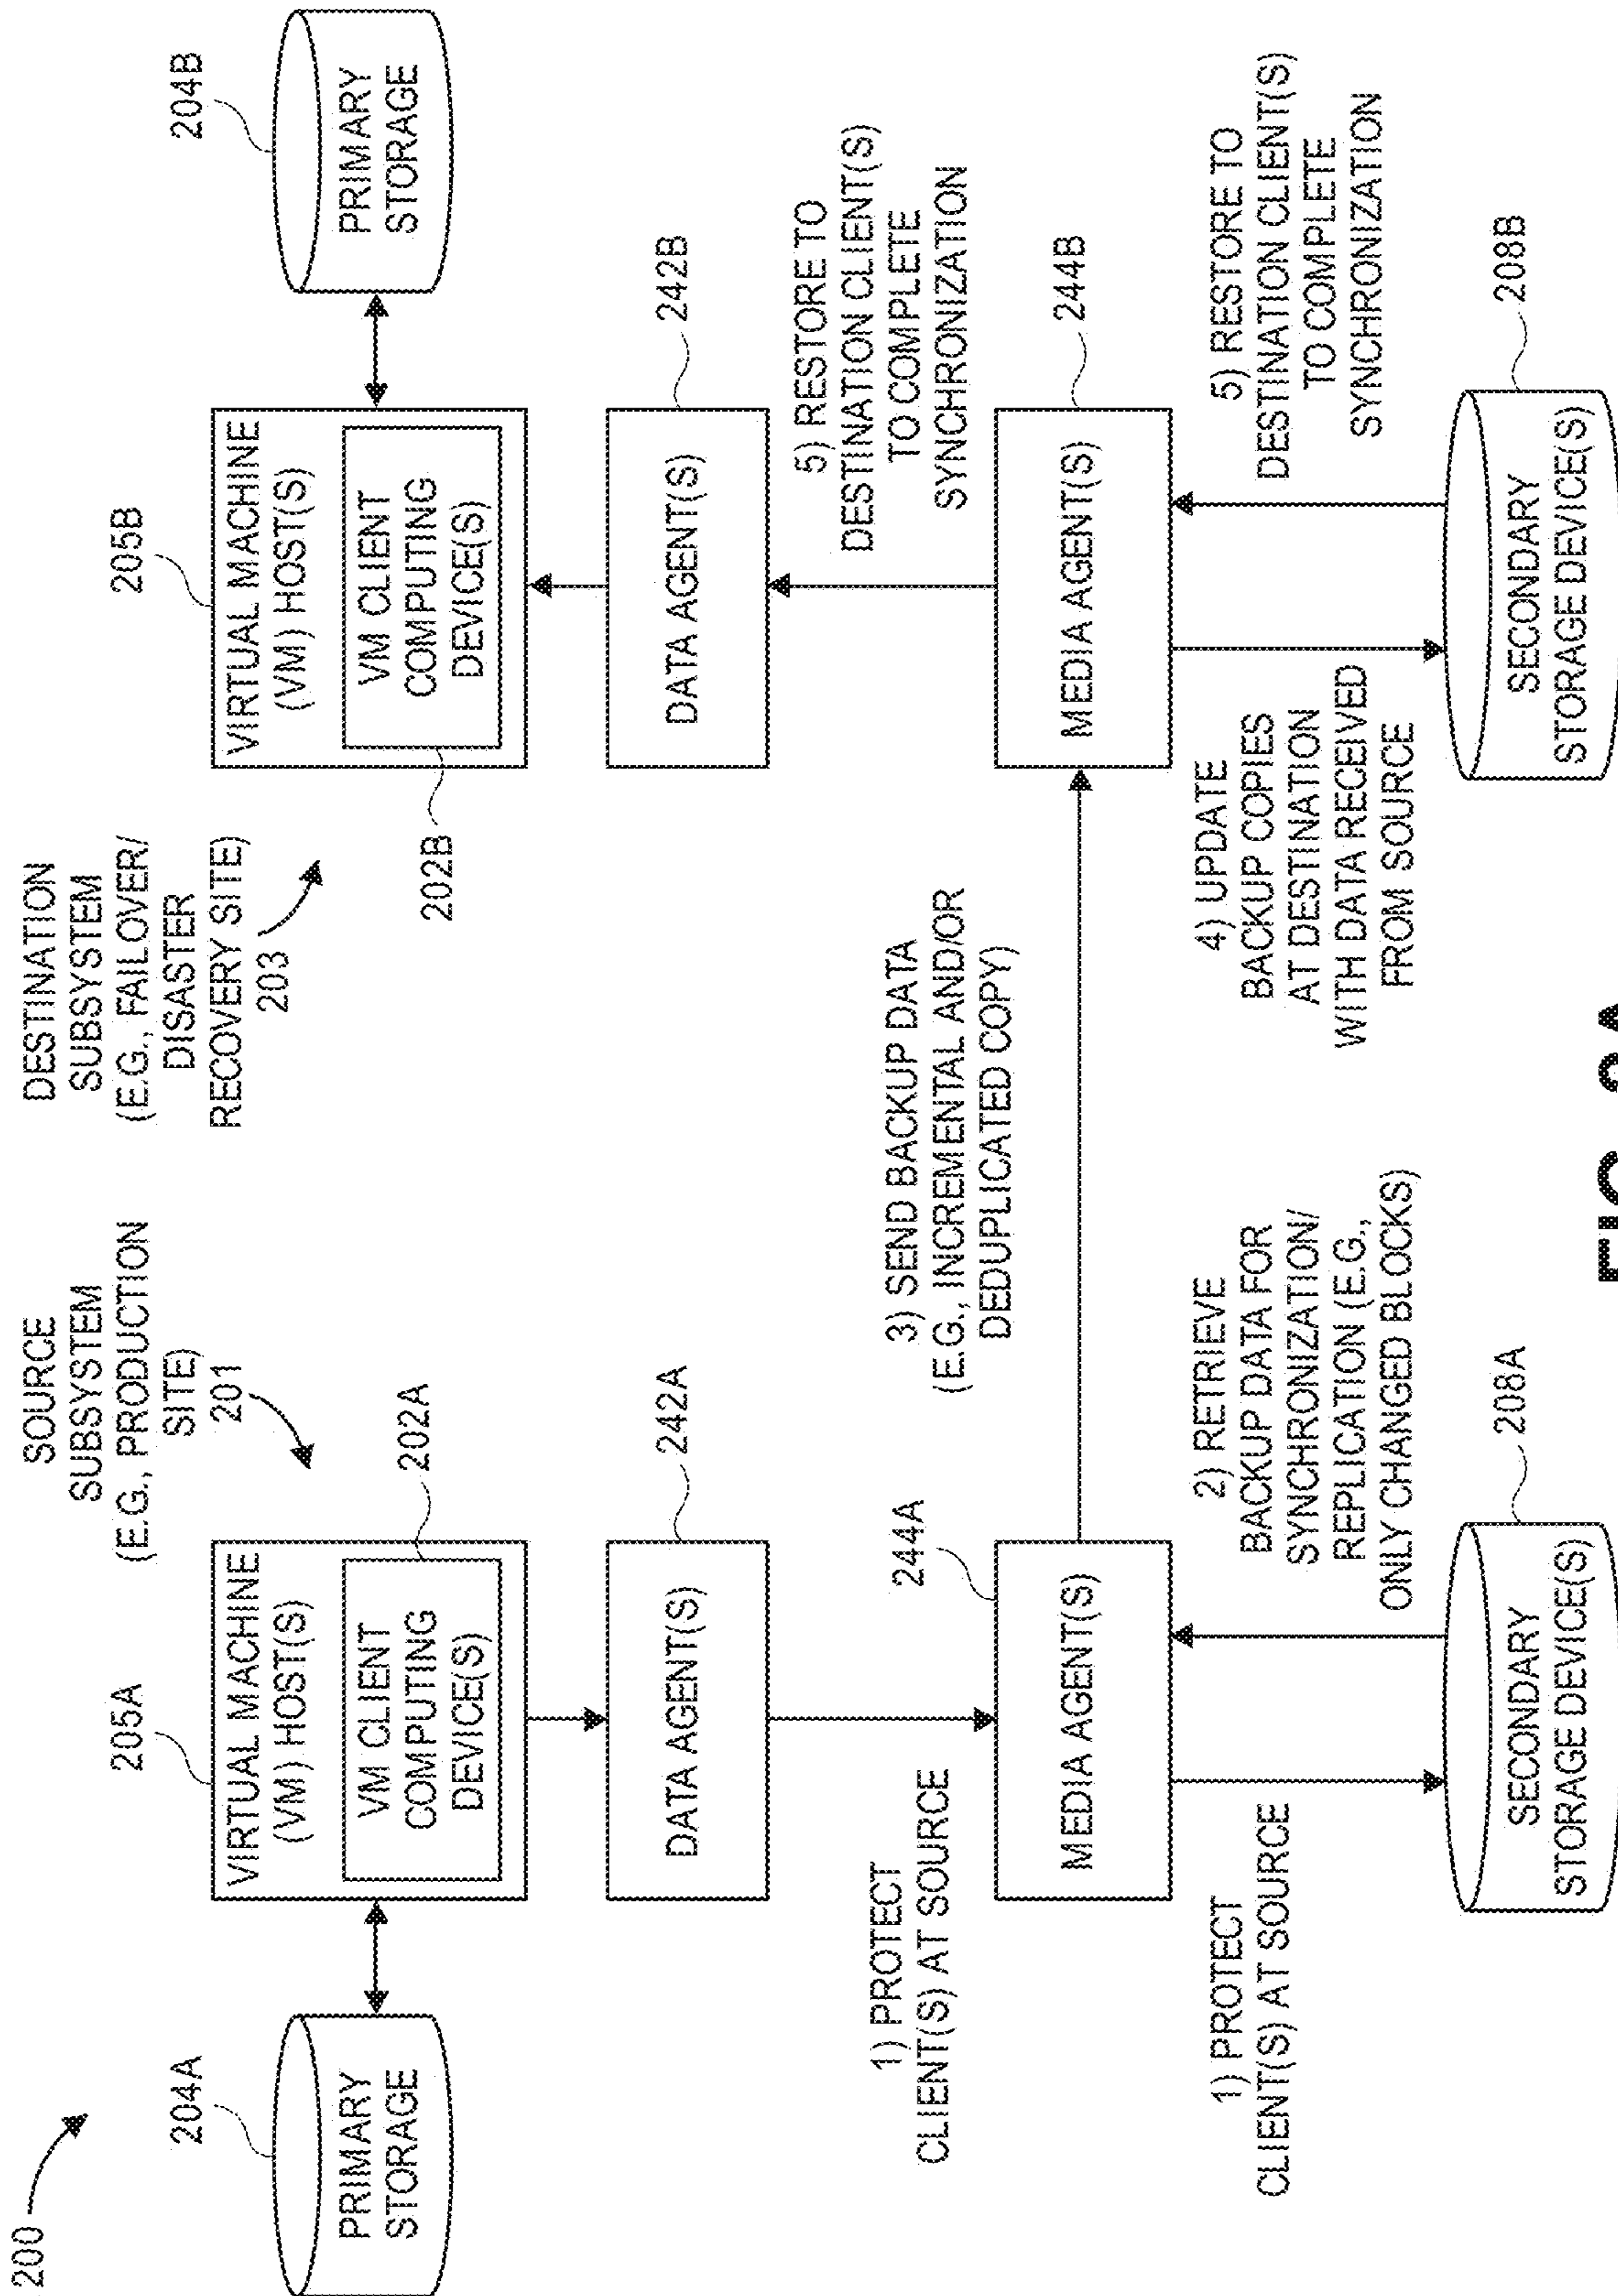 200
SOURCE
SUBSYSTEM
(E.G., PRODUCTION
SITE)
201
DESTINATION
SUBSYSTEM
(E.G., FAILOVER/
DISASTER
RECOVERY SITE)
203
204A
PRIMARY
STORAGE
205A
VIRTUAL MACHINE
(VM) HOST(S)
VM CLIENT
COMPUTING
DEVICE(S)
202A
202B
205B
VIRTUAL MACHINE
(VM) HOST(S)
VM CLIENT
COMPUTING
DEVICE(S)
204B
PRIMARY
STORAGE
DATA AGENT(S)
242A
DATA AGENT(S)
242B
1) PROTECT
CLIENT(S) AT SOURCE
244A
3) SEND BACKUP DATA
(E.G., INCREMENTAL AND/OR
DEDUPLICATED COPY)
5) RESTORE TO
DESTINATION CLIENT(S)
TO COMPLETE
SYNCHRONIZATION
MEDIA AGENT(S)
MEDIA AGENT(S)
244B
1) PROTECT
CLIENT(S) AT SOURCE
2) RETRIEVE
BACKUP DATA FOR
SYNCHRONIZATION/
REPLICATION (E.G.,
ONLY CHANGED BLOCKS)
4) UPDATE
BACKUP COPIES
AT DESTINATION
WITH DATA RECEIVED
FROM SOURCE
5) RESTORE TO
DESTINATION CLIENT(S)
TO COMPLETE
SYNCHRONIZATION
SECONDARY
STORAGE DEVICE(S)
208A
SECONDARY
STORAGE DEVICE(S)
208B